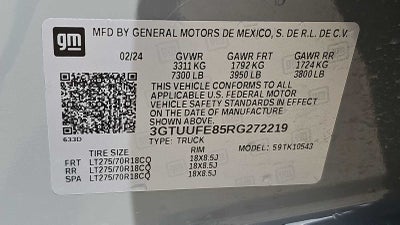 gm
MFD BY GENERAL MOTORS DE MEXICO, S. DE R.L. DE C.V.
02/24 GVWR GAWR FRT GAWR RR
3311 KG 1792 KG 1724 KG
7300 LB 3950 LB 3800 LB
THIS VEHICLE CONFORMS TO ALL
APPLICABLE U.S. FEDERAL MOTOR
VEHICLE SAFETY STANDARDS IN EFFECT
ON THE DATE OF MANUFACTURE SHOWN ABOVE.
633D
3GTUUFE85RG272219
TYPE: TRUCK MODEL: 59TK10543
TIRE SIZE RIM
FRT LT275/70R18CQ 18X8.5J
RR LT275/70R18CQ 18X8.5J
SPA LT275/70R18CQ 18X8.5J